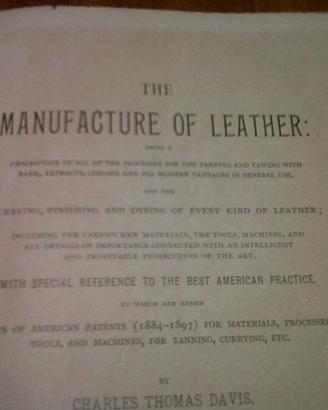 THE
MANUFACTURE OF LEATHER:
BEING A
DESCRIPTION OF ALL OF THE PROCESSES FOR THE TANNING AND TAWING WITH
BARK, EXTRACTS, CHROME AND ALL MODERN TANNAGES IN GENERAL USE,
AND THE
CURRYING, FINISHING AND DYEING OF EVERY KIND OF LEATHER;
INCLUDING THE VARIOUS RAW MATERIALS, THE TOOLS, MACHINES, AND
ALL DETAILS OF IMPORTANCE CONNECTED WITH AN INTELLIGENT
AND PROFITABLE PROSECUTION OF THE ART,
WITH SPECIAL REFERENCE TO THE BEST AMERICAN PRACTICE.
TO WHICH ARE ADDED
OF AMERICAN PATENTS (1884–1897) FOR MATERIALS, PROCESSES
TOOLS, AND MACHINES, FOR TANNING, CURRYING, ETC.
BY
CHARLES THOMAS DAVIS.